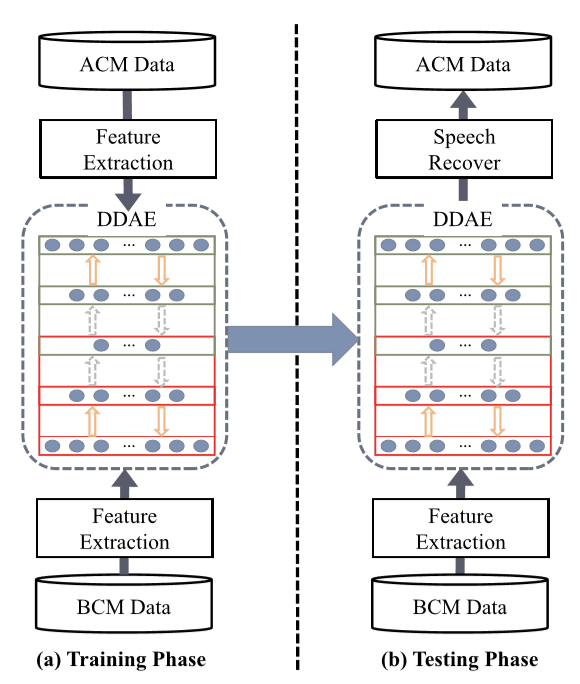 ACM Data
Feature
Extraction
DDAE
...
...
...
...
Feature
Extraction
BCM Data
(a) Training Phase
ACM Data
Speech
Recover
DDAE
...
...
...
...
Feature
Extraction
BCM Data
(b) Testing Phase